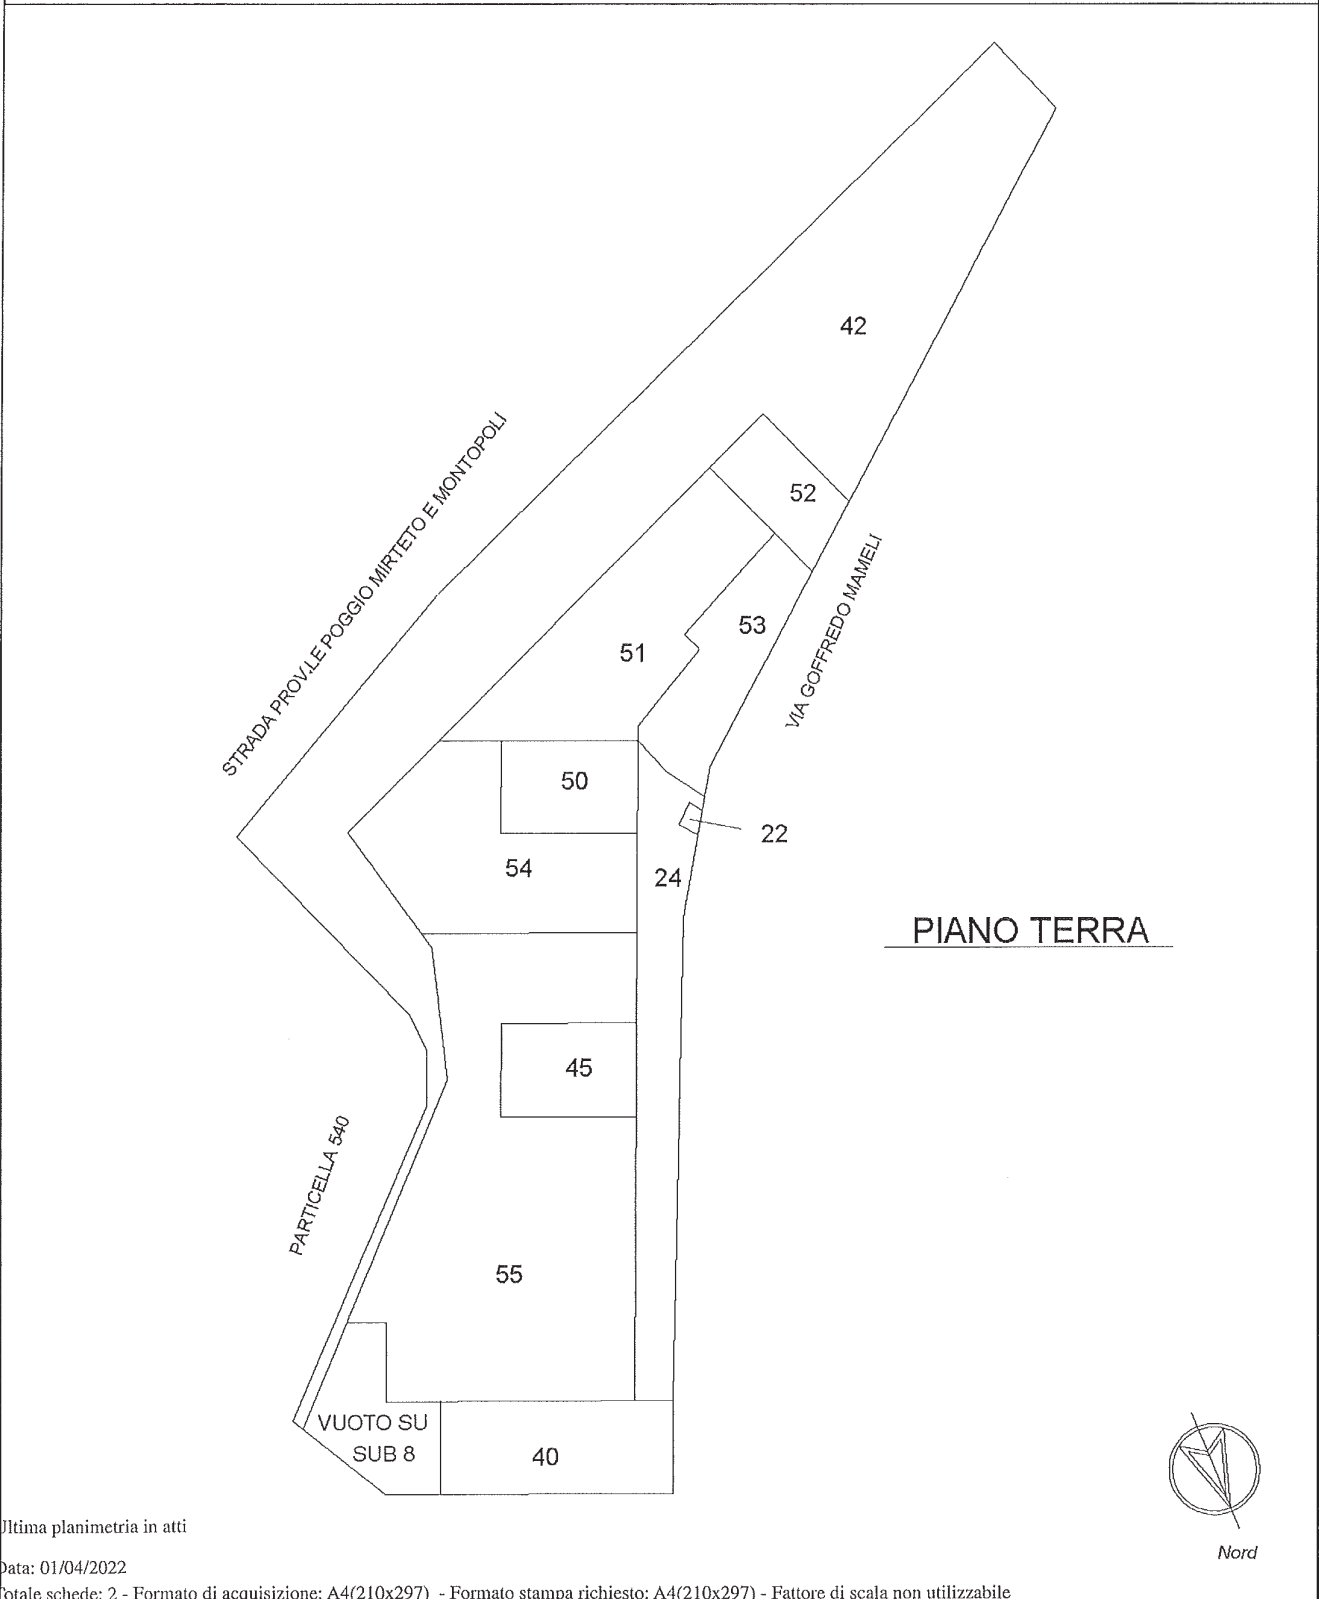 42
STRADA PROV.LE POGGIO MIRTETO E MONTOPOLI
52
VIA GOFFREDO MAMELI
53
51
50
22
54
24
PIANO TERRA
45
PARTICELLA 540
55
VUOTO SU
SUB 8
40
Nord
Ultima planimetria in atti
Data: 01/04/2022
Totale schede: 2 - Formato di acquisizione: A4(210x297) - Formato stampa richiesto: A4(210x297) - Fattore di scala non utilizzabile